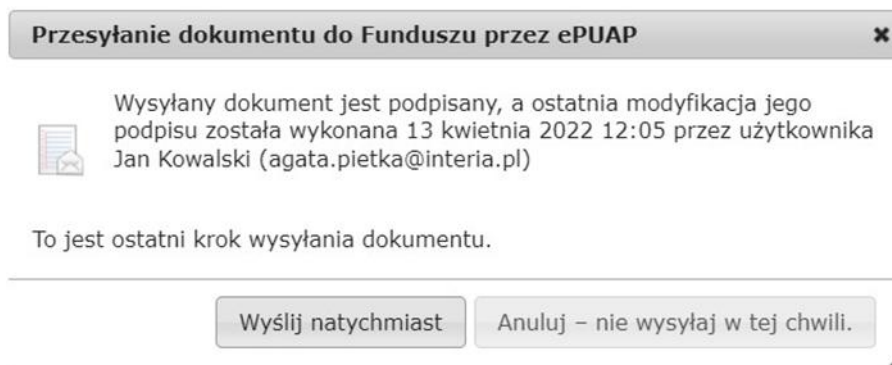 Przesyłanie dokumentu do Funduszu przez ePUAP
Wysyłany dokument jest podpisany, a ostatnia modyfikacja jego
podpisu została wykonana 13 kwietnia 2022 12:05 przez użytkownika
Jan Kowalski (agata.pietka@interia.pl)
To jest ostatni krok wysyłania dokumentu.
Wyślij natychmiast
Anuluj – nie wysyłaj w tej chwili.